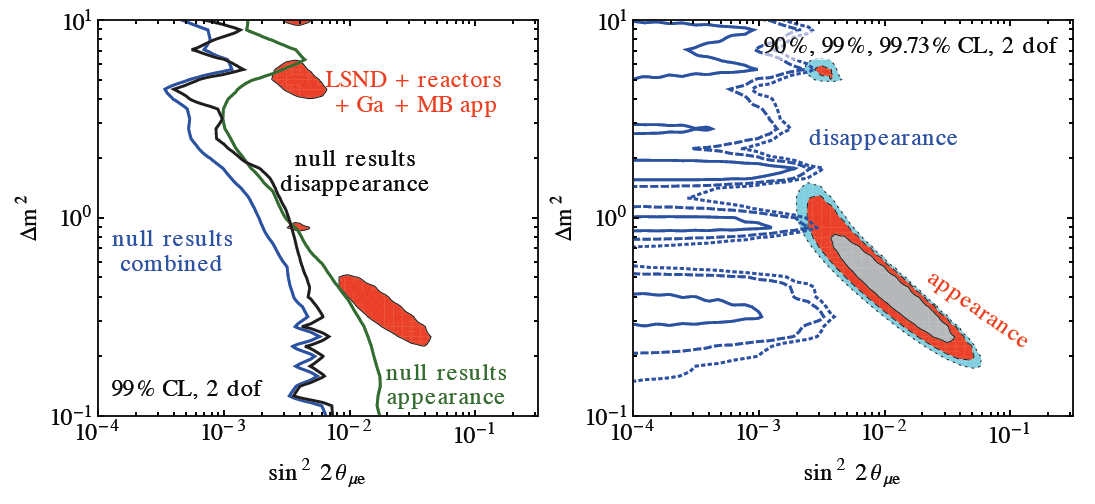 10¹
10⁰
10⁻¹
Δm²
LSND + reactors
+ Ga + MB app
null results
disappearance
null results
combined
null results
appearance
99% CL, 2 dof
10⁻⁴ 10⁻³ 10⁻² 10⁻¹
sin² 2θμe
10¹
10⁰
10⁻¹
Δm²
90%, 99%, 99.73% CL, 2 dof
disappearance
appearance
10⁻⁴ 10⁻³ 10⁻² 10⁻¹
sin² 2θμe